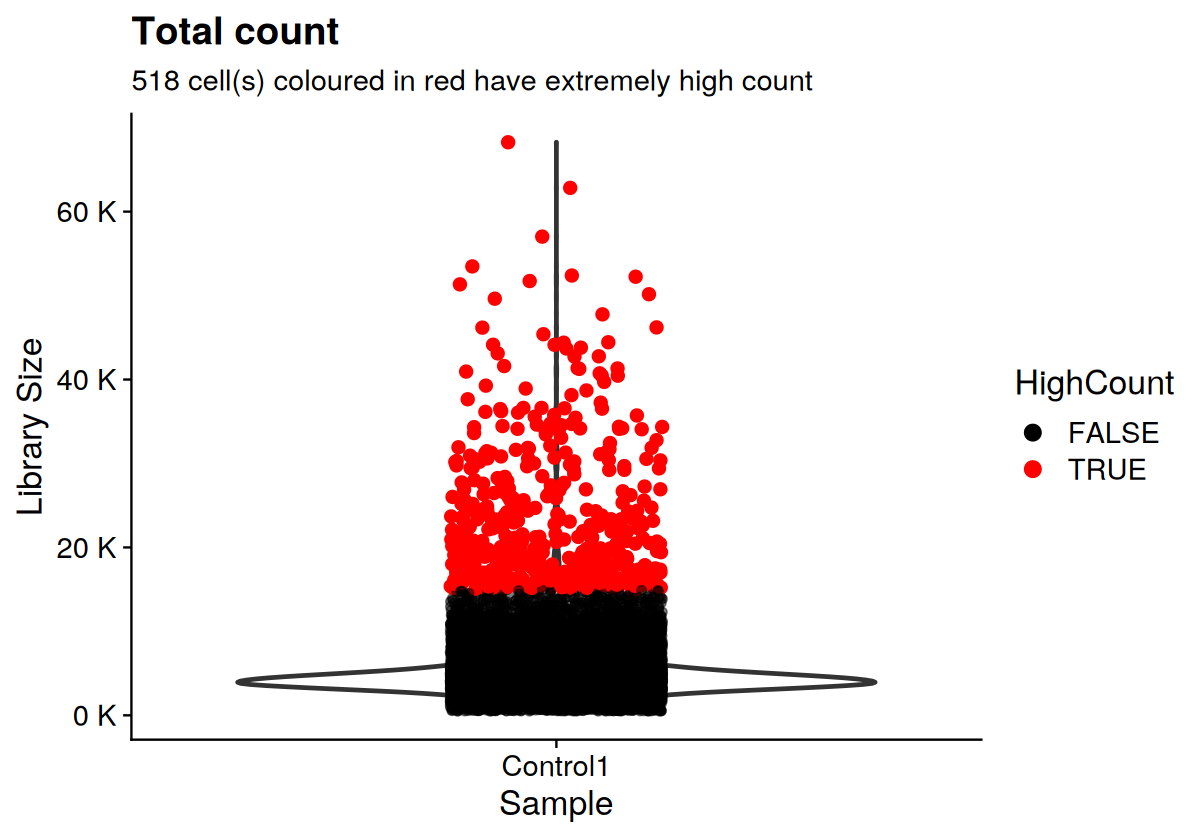 Total count
518 cell(s) coloured in red have extremely high count
60 K
40 K
20 K
0 K
Library Size
Control1
Sample
HighCount
FALSE
TRUE